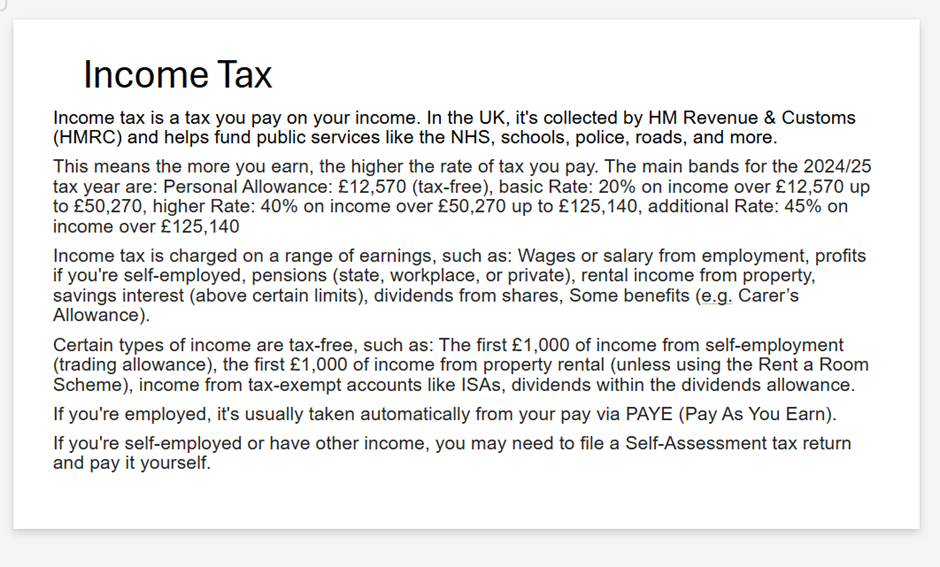 Income Tax
Income tax is a tax you pay on your income. In the UK, it's collected by HM Revenue & Customs
(HMRC) and helps fund public services like the NHS, schools, police, roads, and more.
This means the more you earn, the higher the rate of tax you pay. The main bands for the 2024/25
tax year are: Personal Allowance: £12,570 (tax-free), basic Rate: 20% on income over £12,570 up
to £50,270, higher Rate: 40% on income over £50,270 up to £125,140, additional Rate: 45% on
income over £125,140
Income tax is charged on a range of earnings, such as: Wages or salary from employment, profits
if you're self-employed, pensions (state, workplace, or private), rental income from property,
savings interest (above certain limits), dividends from shares, Some benefits (e.g. Carer’s
Allowance).
Certain types of income are tax-free, such as: The first £1,000 of income from self-employment
(trading allowance), the first £1,000 of income from property rental (unless using the Rent a Room
Scheme), income from tax-exempt accounts like ISAs, dividends within the dividends allowance.
If you're employed, it's usually taken automatically from your pay via PAYE (Pay As You Earn).
If you're self-employed or have other income, you may need to file a Self-Assessment tax return
and pay it yourself.